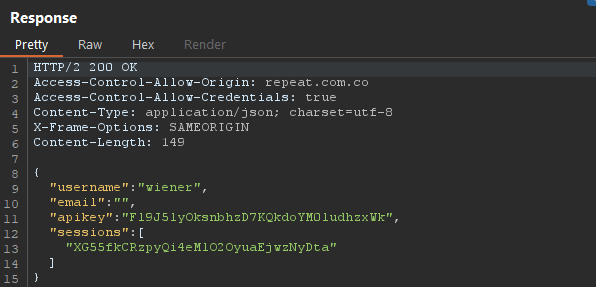 Response
Pretty Raw Hex Render
1 HTTP/2 200 OK
2 Access-Control-Allow-Origin: repeat.com.co
3 Access-Control-Allow-Credentials: true
4 Content-Type: application/json; charset=utf-8
5 X-Frame-Options: SAMEORIGIN
6 Content-Length: 149
7
8 {
9 "username":"wiener",
10 "email":"",
11 "apikey":"Fl9J5lyOksnbhzD7KQkdoYM0ludhzxWk",
12 "sessions":[
13 "XG55fkCRzpyQi4eMlO2OyuaEjwzNyDta"
14 ]
15 }